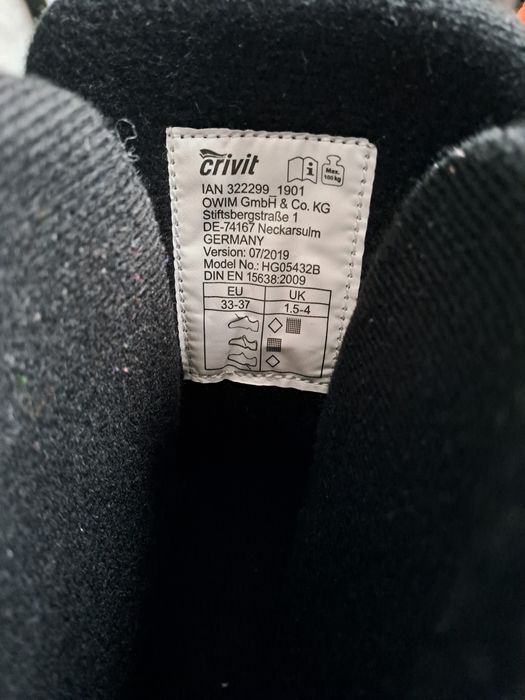 crivit
Max.
100 kg
IAN 322299_1901
OWIM GmbH & Co. KG
Stiftsbergstraße 1
DE-74167 Neckarsulm
GERMANY
Version: 07/2019
Model No.: HG05432B
DIN EN 15638:2009
EU UK
33-37 1.5-4